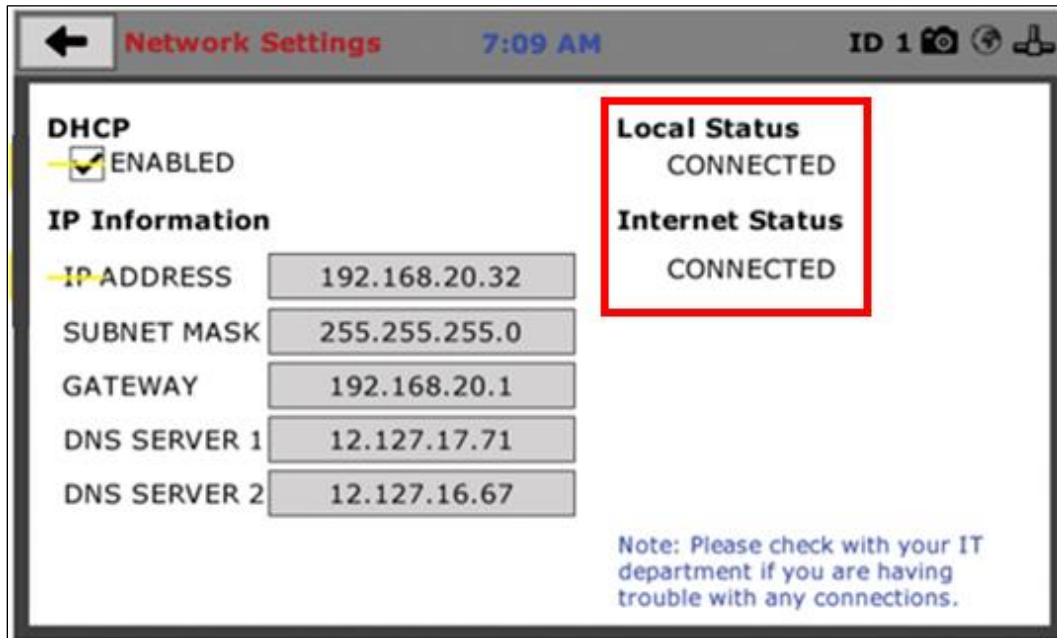 Network Settings 7:09 AM ID 1
DHCP
ENABLED
IP Information
IP ADDRESS 192.168.20.32
SUBNET MASK 255.255.255.0
GATEWAY 192.168.20.1
DNS SERVER 1 12.127.17.71
DNS SERVER 2 12.127.16.67
Local Status
CONNECTED
Internet Status
CONNECTED
Note: Please check with your IT
department if you are having
trouble with any connections.